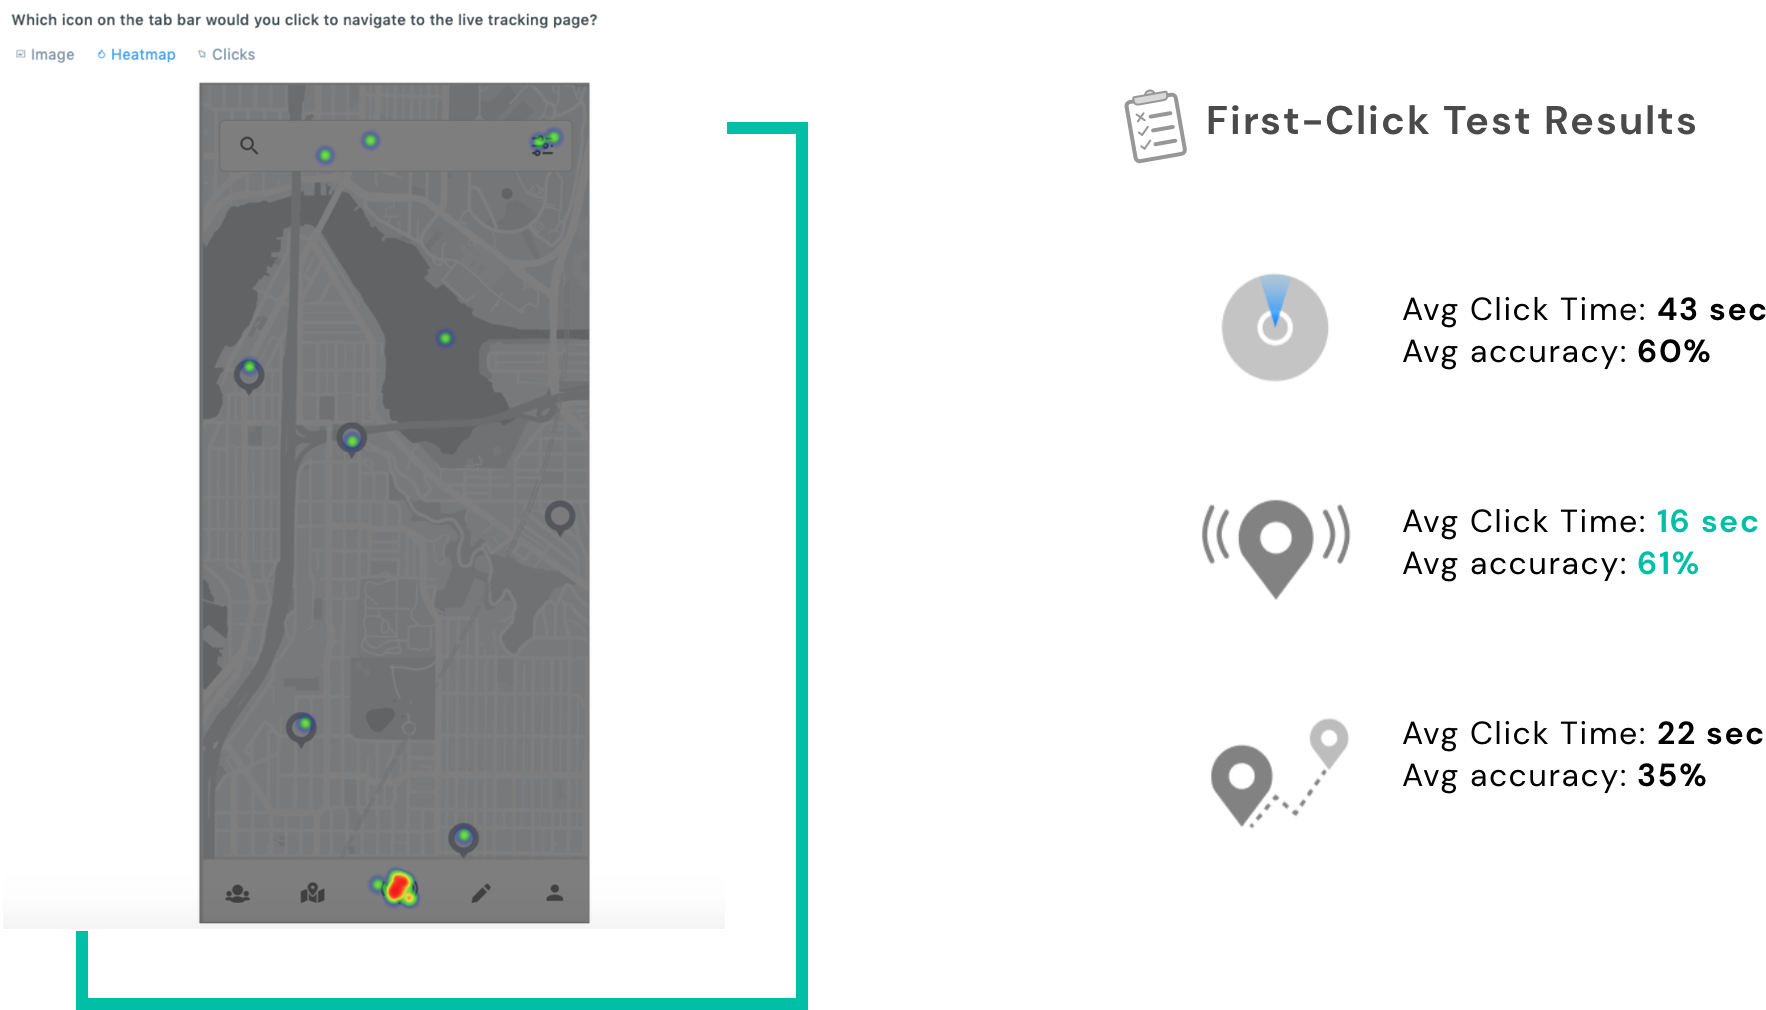 Which icon on the tab bar would you click to navigate to the live tracking page?
Image Heatmap Clicks
First-Click Test Results
Avg Click Time: 43 sec
Avg accuracy: 60%
Avg Click Time: 16 sec
Avg accuracy: 61%
Avg Click Time: 22 sec
Avg accuracy: 35%